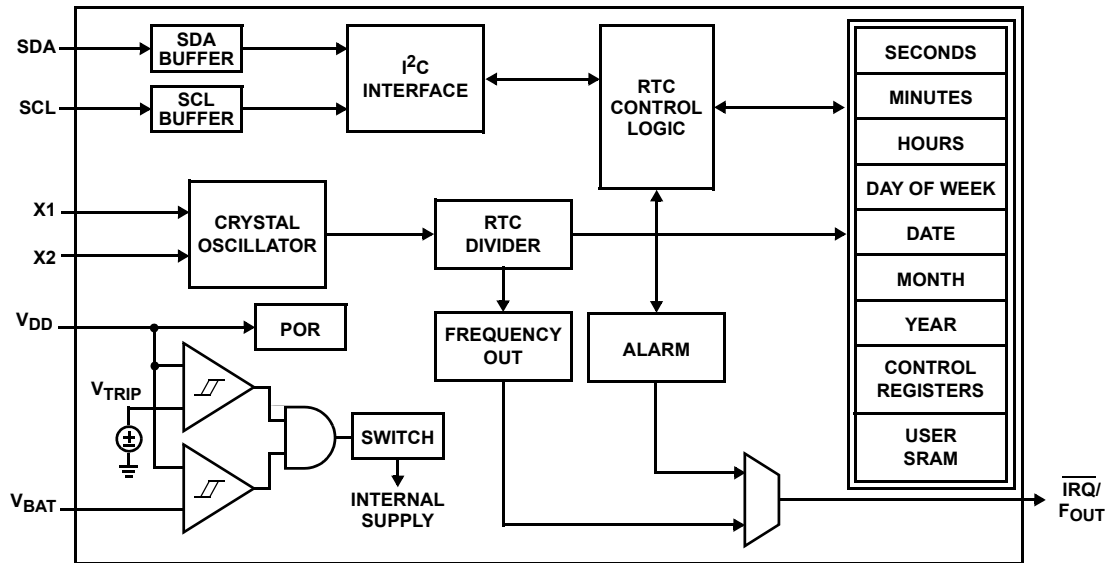 SDA
SDA
BUFFER
SCL
SCL
BUFFER
I²C
INTERFACE
RTC
CONTROL
LOGIC
SECONDS
MINUTES
HOURS
DAY OF WEEK
DATE
MONTH
YEAR
CONTROL
REGISTERS
USER
SRAM
X1
X2
CRYSTAL
OSCILLATOR
RTC
DIVIDER
FREQUENCY
OUT
ALARM
VDD
POR
VTRIP
VBAT
SWITCH
INTERNAL
SUPPLY
IRQ/
FOUT